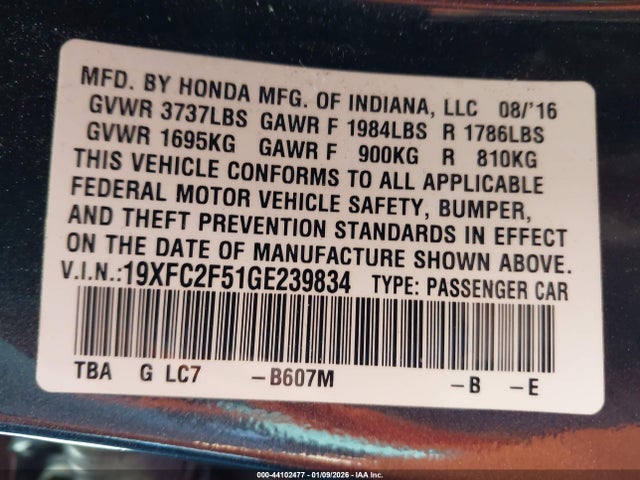 MFD. BY HONDA MFG. OF INDIANA, LLC 08/'16
GVWR 3737LBS GAWR F 1984LBS R 1786LBS
GVWR 1695KG GAWR F 900KG R 810KG
THIS VEHICLE CONFORMS TO ALL APPLICABLE
FEDERAL MOTOR VEHICLE SAFETY, BUMPER,
AND THEFT PREVENTION STANDARDS IN EFFECT
ON THE DATE OF MANUFACTURE SHOWN ABOVE.
V.I.N.:19XFC2F51GE239834 TYPE: PASSENGER CAR
TBA G LC7 -B607M -B -E
000-44102477 - 01/09/2026 - IAA Inc.